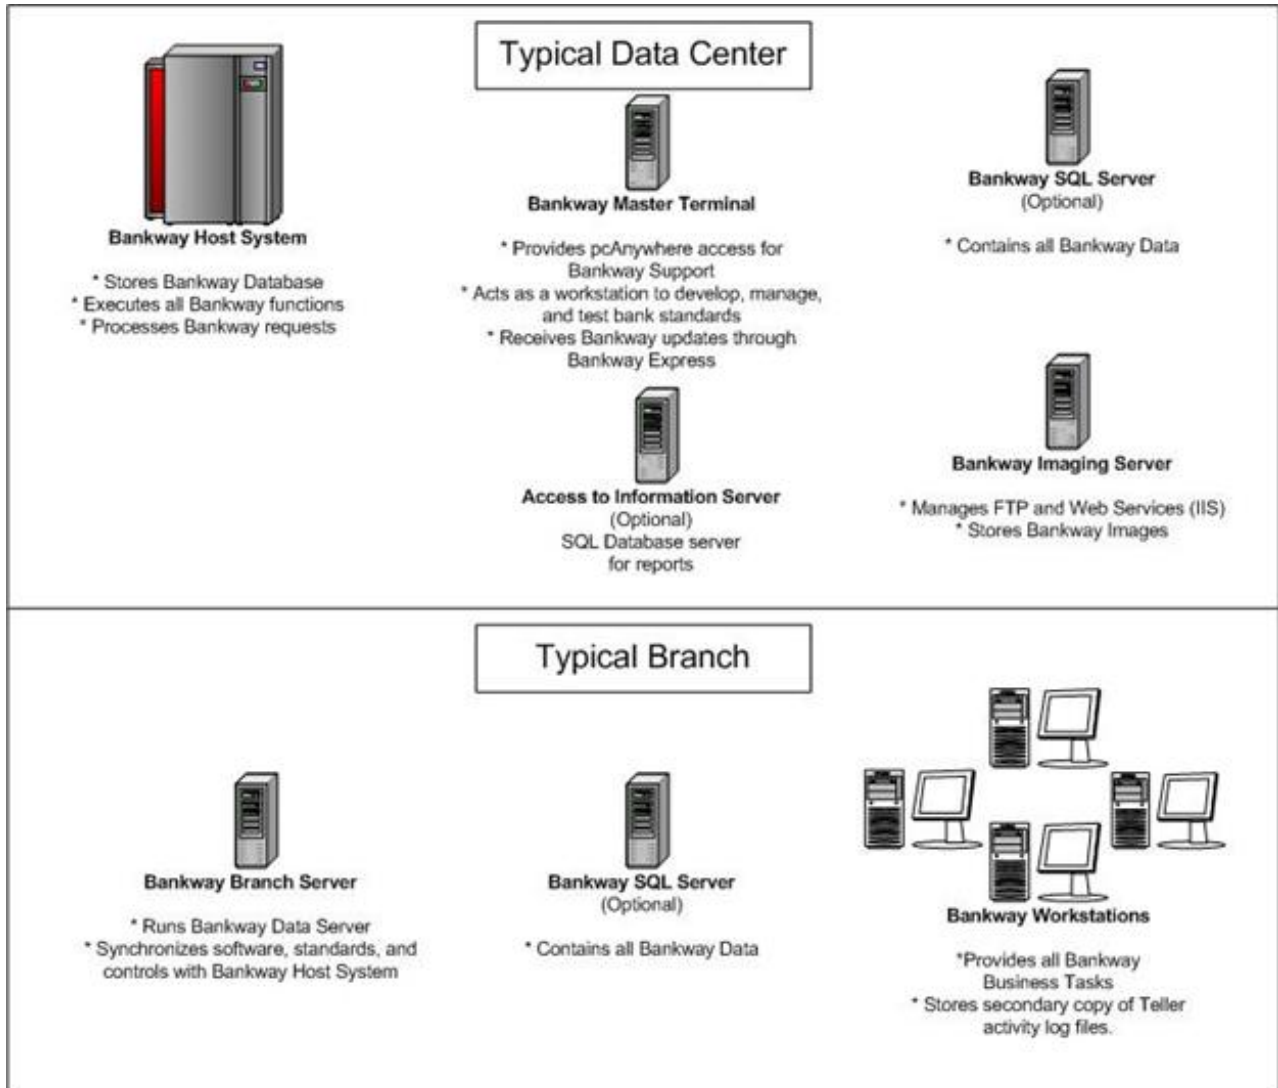 Typical Data Center
Bankway Host System
* Stores Bankway Database
* Executes all Bankway functions
* Processes Bankway requests
Bankway Master Terminal
* Provides pcAnywhere access for
Bankway Support
* Acts as a workstation to develop, manage,
and test bank standards
* Receives Bankway updates through
Bankway Express
Bankway SQL Server
(Optional)
* Contains all Bankway Data
Access to Information Server
(Optional)
SQL Database server
for reports
Bankway Imaging Server
* Manages FTP and Web Services (IIS)
* Stores Bankway Images
Typical Branch
Bankway Branch Server
* Runs Bankway Data Server
* Synchronizes software, standards, and
controls with Bankway Host System
Bankway SQL Server
(Optional)
* Contains all Bankway Data
Bankway Workstations
*Provides all Bankway
Business Tasks
* Stores secondary copy of Teller
activity log files.